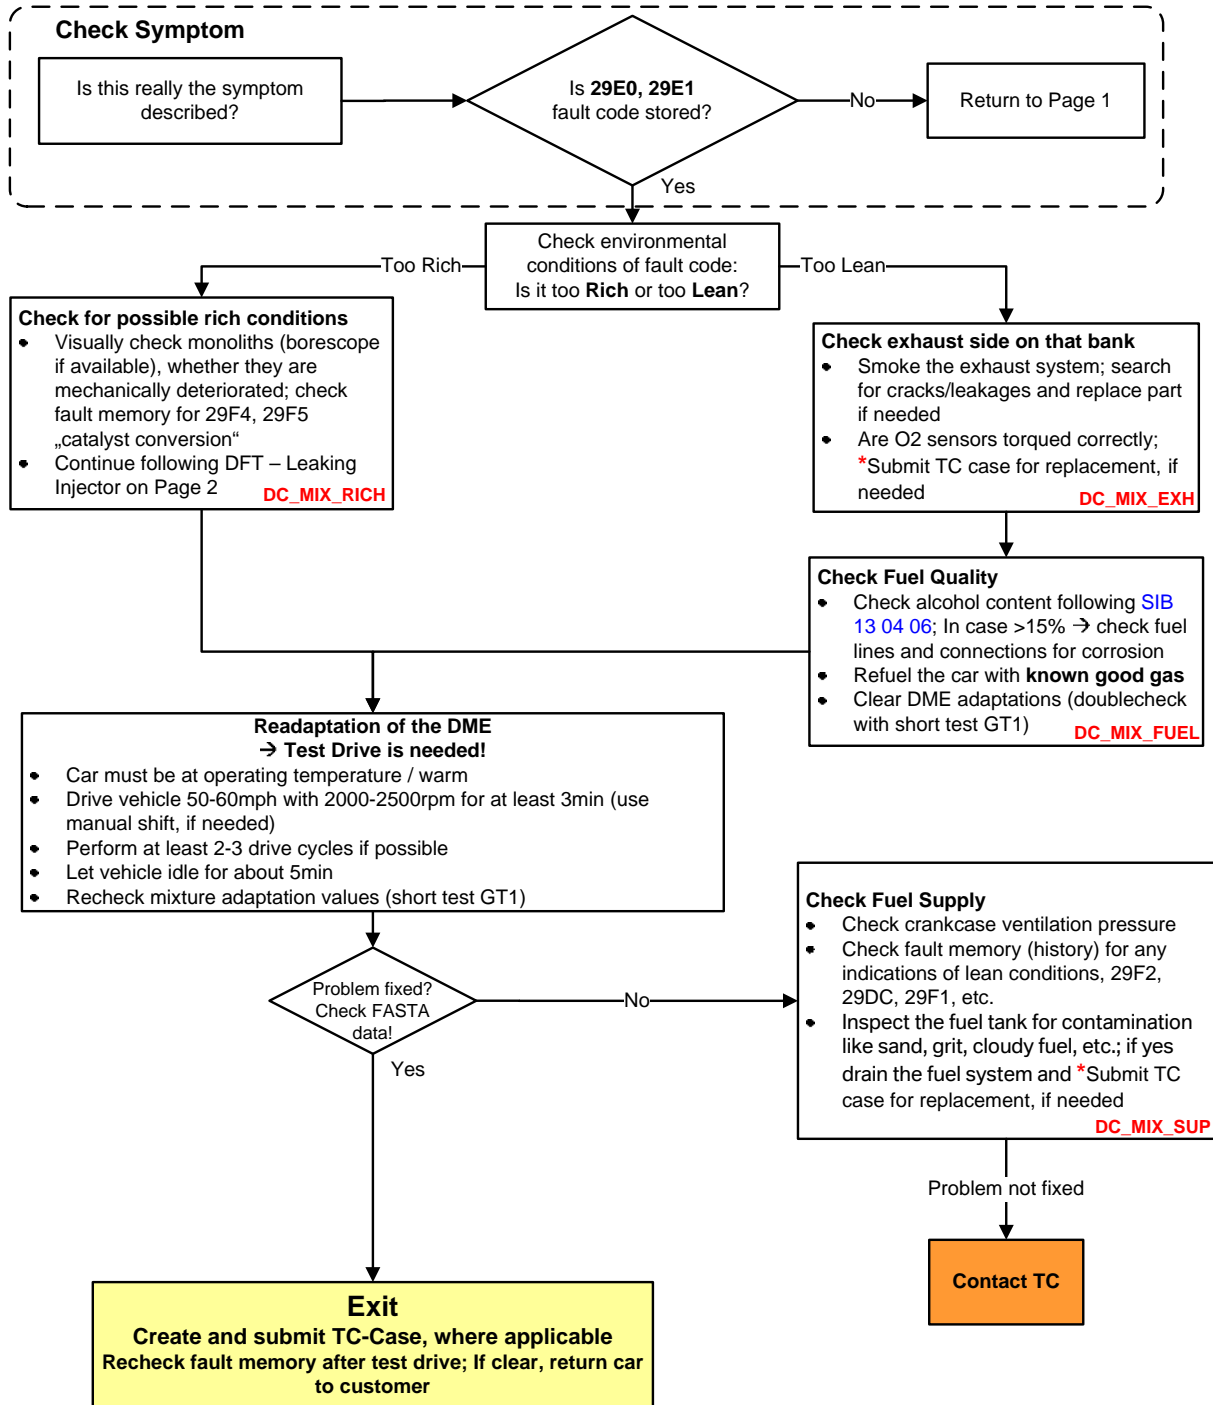 Check Symptom
Is this really the symptom
described?
Is 29E0, 29E1
fault code stored?
No
Return to Page 1
Yes
Check environmental
conditions of fault code:
Is it too Rich or too Lean?
Too Rich
Too Lean
Check for possible rich conditions
• Visually check monoliths (borescope
if available), whether they are
mechanically deteriorated; check
fault memory for 29F4, 29F5
„catalyst conversion“
• Continue following DFT – Leaking
Injector on Page 2
DC_MIX_RICH
Check exhaust side on that bank
• Smoke the exhaust system; search
for cracks/leakages and replace part
if needed
• Are O2 sensors torqued correctly;
*Submit TC case for replacement, if
needed
DC_MIX_EXH
Check Fuel Quality
• Check alcohol content following SIB
13 04 06; In case >15% → check fuel
lines and connections for corrosion
• Refuel the car with known good gas
• Clear DME adaptations (doublecheck
with short test GT1)
DC_MIX_FUEL
Readaptation of the DME
→ Test Drive is needed!
• Car must be at operating temperature / warm
• Drive vehicle 50-60mph with 2000-2500rpm for at least 3min (use
manual shift, if needed)
• Perform at least 2-3 drive cycles if possible
• Let vehicle idle for about 5min
• Recheck mixture adaptation values (short test GT1)
Problem fixed?
Check FASTA
data!
No
Yes
Check Fuel Supply
• Check crankcase ventilation pressure
• Check fault memory (history) for any
indications of lean conditions, 29F2,
29DC, 29F1, etc.
• Inspect the fuel tank for contamination
like sand, grit, cloudy fuel, etc.; if yes
drain the fuel system and *Submit TC
case for replacement, if needed
DC_MIX_SUP
Problem not fixed
Contact TC
Exit
Create and submit TC-Case, where applicable
Recheck fault memory after test drive; If clear, return car
to customer